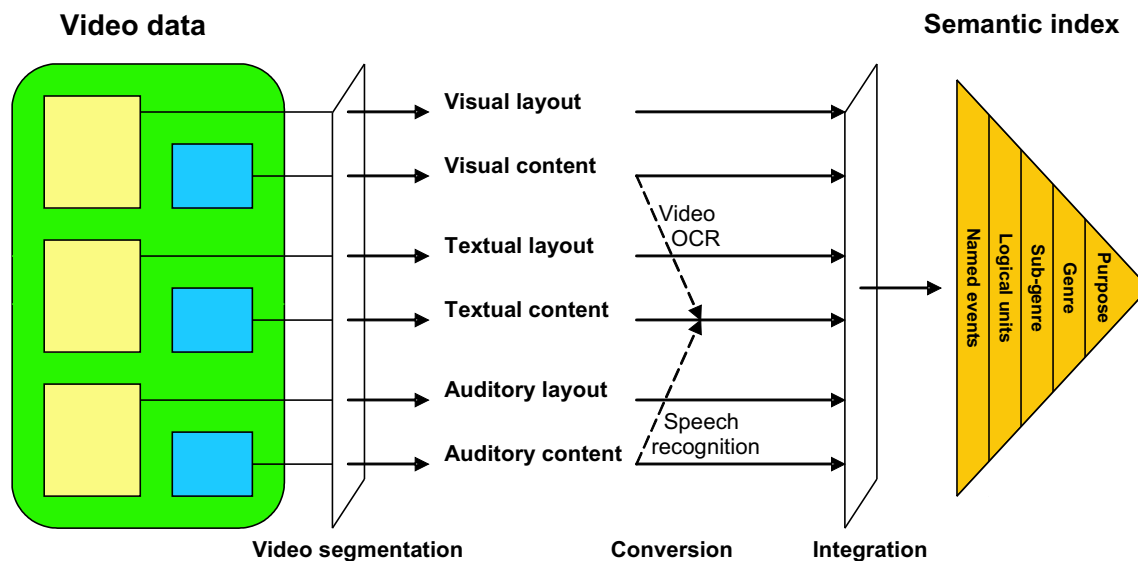 Video data
Semantic index
Visual layout
Visual content
Video
OCR
Textual layout
Textual content
Auditory layout
Speech
recognition
Auditory content
Named events
Logical units
Sub-genre
Genre
Purpose
Video segmentation
Conversion
Integration